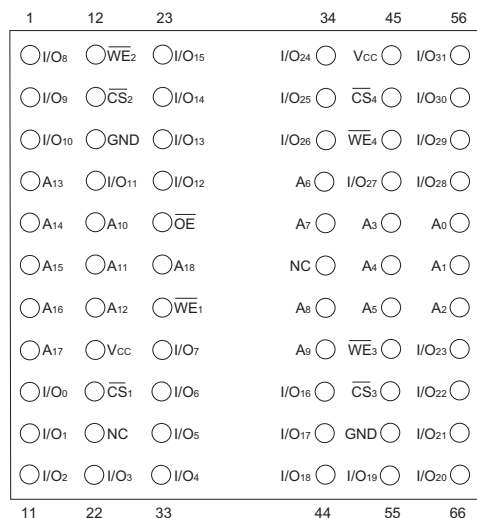 1 12 23 34 45 56
I/O8 WE2 I/O15 I/O24 VCC I/O31
I/O9 CS2 I/O14 I/O25 CS4 I/O30
I/O10 GND I/O13 I/O26 WE4 I/O29
A13 I/O11 I/O12 A6 I/O27 I/O28
A14 A10 OE A7 A3 A0
A15 A11 A18 NC A4 A1
A16 A12 WE1 A8 A5 A2
A17 VCC I/O7 A9 WE3 I/O23
I/O0 CS1 I/O6 I/O16 CS3 I/O22
I/O1 NC I/O5 I/O17 GND I/O21
I/O2 I/O3 I/O4 I/O18 I/O19 I/O20
11 22 33 44 55 66